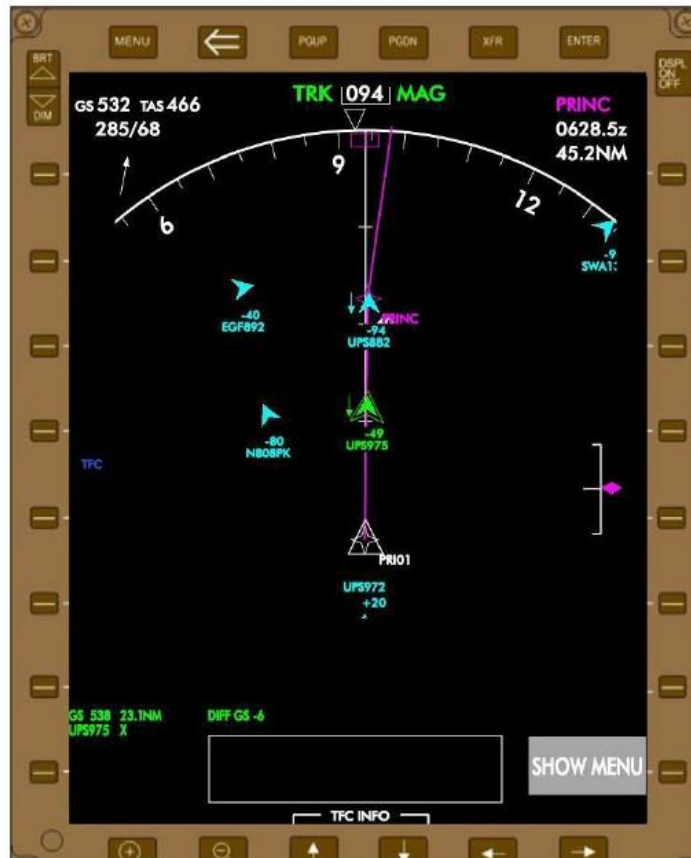 MENU
PGUP
PGDN
XFR
ENTER
BRT
DIM
DSPL
ON
OFF
GS 532 TAS 466
285/68
TRK 094 MAG
PRINC
0628.5z
45.2NM
6
9
12
-9
SWA1
-40
EGF892
PRINC
-94
UPS882
-49
UPS975
-80
N808PK
TFC
PRI01
UPS972
+20
GS 538 23.1NM
UPS975 X
DIFF GS -6
SHOW MENU
TFC INFO